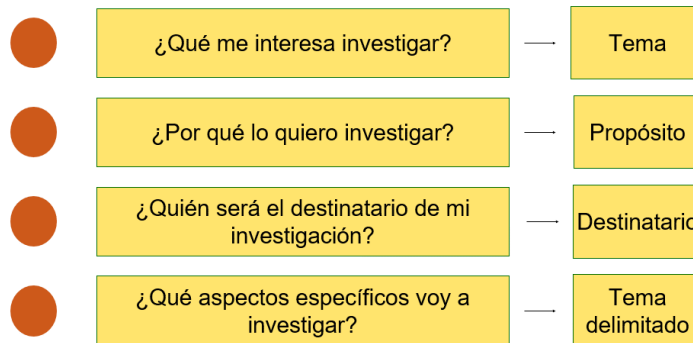 ¿Qué me interesa investigar?
Tema
¿Por qué lo quiero investigar?
Propósito
¿Quién será el destinatario de mi
investigación?
Destinatario
¿Qué aspectos específicos voy a
investigar?
Tema
delimitado